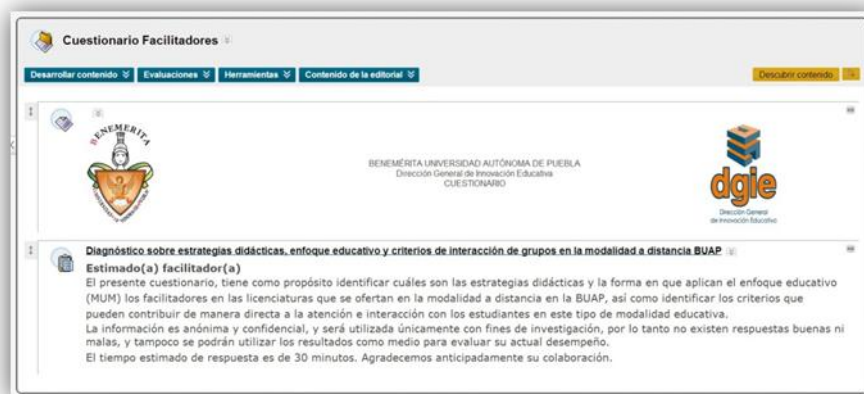 Cuestionario Facilitadores
Desarrollar contenido Evaluaciones Herramientas Contenido de la editorial Descubrir contenido
BENEMÉRITA
BENEMÉRITA UNIVERSIDAD AUTÓNOMA DE PUEBLA
Dirección General de Innovación Educativa
CUESTIONARIO
dgie
Dirección General
de Innovación Educativa
Diagnóstico sobre estrategias didácticas, enfoque educativo y criterios de interacción de grupos en la modalidad a distancia BUAP
Estimado(a) facilitador(a)
El presente cuestionario, tiene como propósito identificar cuáles son las estrategias didácticas y la forma en que aplican el enfoque educativo
(MUM) los facilitadores en las licenciaturas que se ofertan en la modalidad a distancia en la BUAP, así como identificar los criterios que
pueden contribuir de manera directa a la atención e interacción con los estudiantes en este tipo de modalidad educativa.
La información es anónima y confidencial, y será utilizada únicamente con fines de investigación, por lo tanto no existen respuestas buenas ni
malas, y tampoco se podrán utilizar los resultados como medio para evaluar su actual desempeño.
El tiempo estimado de respuesta es de 30 minutos. Agradecemos anticipadamente su colaboración.